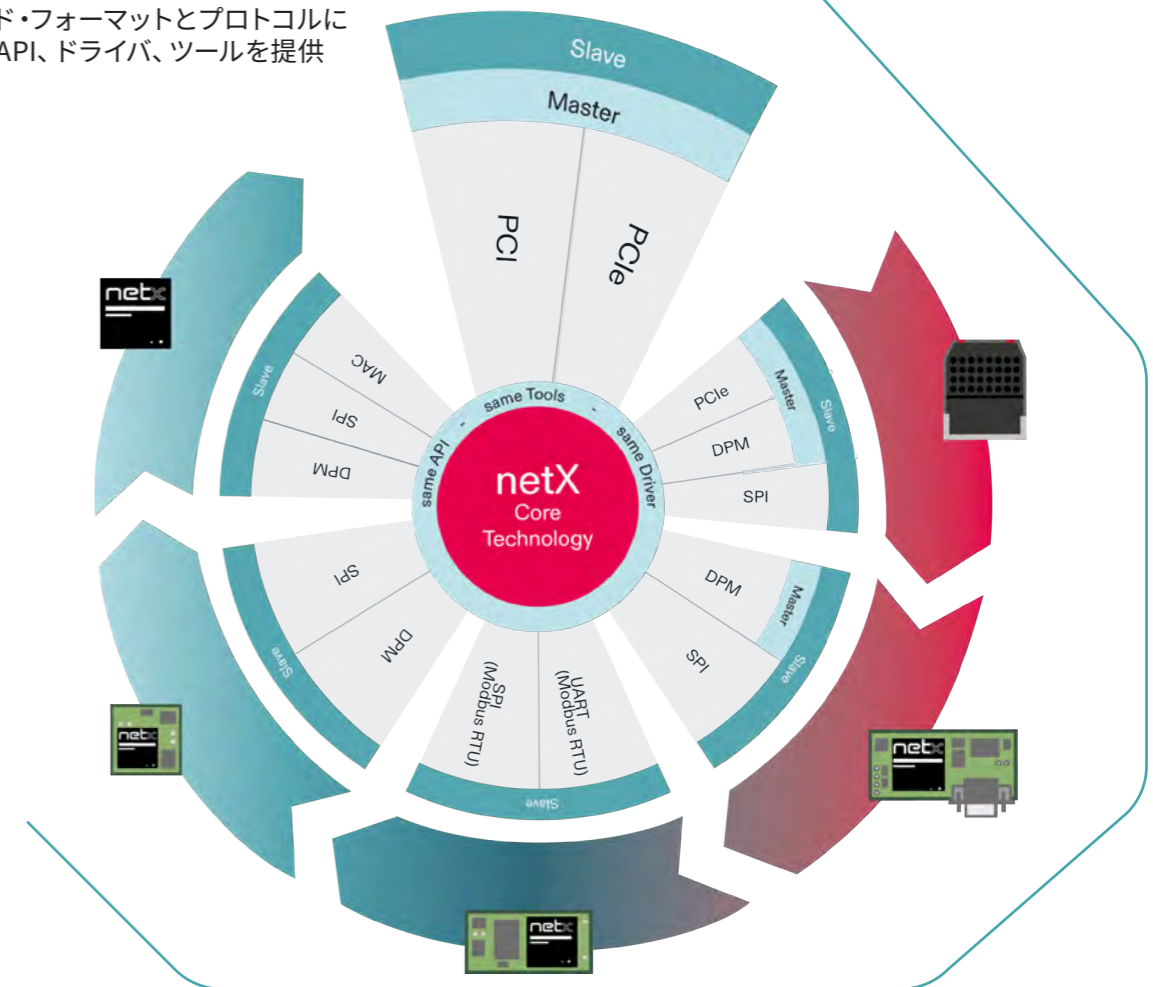 ド・フォーマットとプロトコルに
API、ドライバ、ツールを提供
Slave
Master
PCI
PCIe
Slave
Master
PCIe
DPM
SPI
Slave
Master
DPM
SPI
Slave
UART
(Modbus RTU)
SPI
(Modbus RTU)
Slave
DPM
SPI
Slave
DPM
SPI
MAC
same API - same Tools - same Driver
netX
Core
Technology
netx
netx
netx
netx